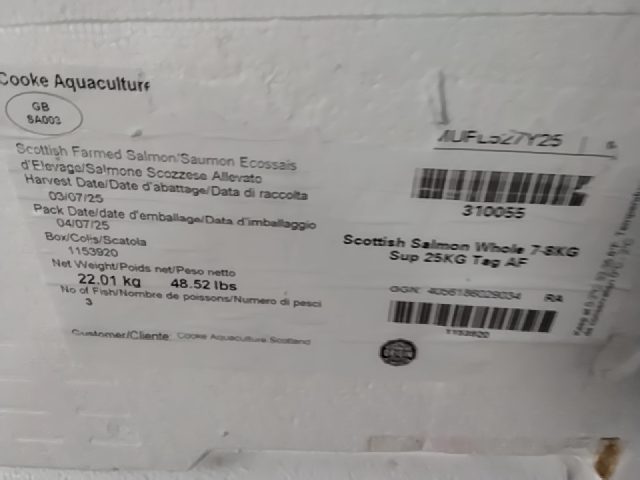 Cooke Aquaculture
GB
SA003
Scottish Farmed Salmon/Saumon Ecossais
d'Elevage/Salmone Scozzese Allevato
Harvest Date/Date d'abattage/Data di raccolta
03/07/25
Pack Date/date d'emballage/Data d'imballaggio
04/07/25
Box/Colis/Scatola
1153920
Net Weight/Poids net/Peso netto
22.01 kg 48.52 lbs
No of Fish/Nombre de poissons/Numero di pesci
3
Customer/Cliente: Cooke Aquaculture Scotland
310055
Scottish Salmon Whole 7-8KG
Sup 25KG Tag AF
GGN: 4056186029034
1153920